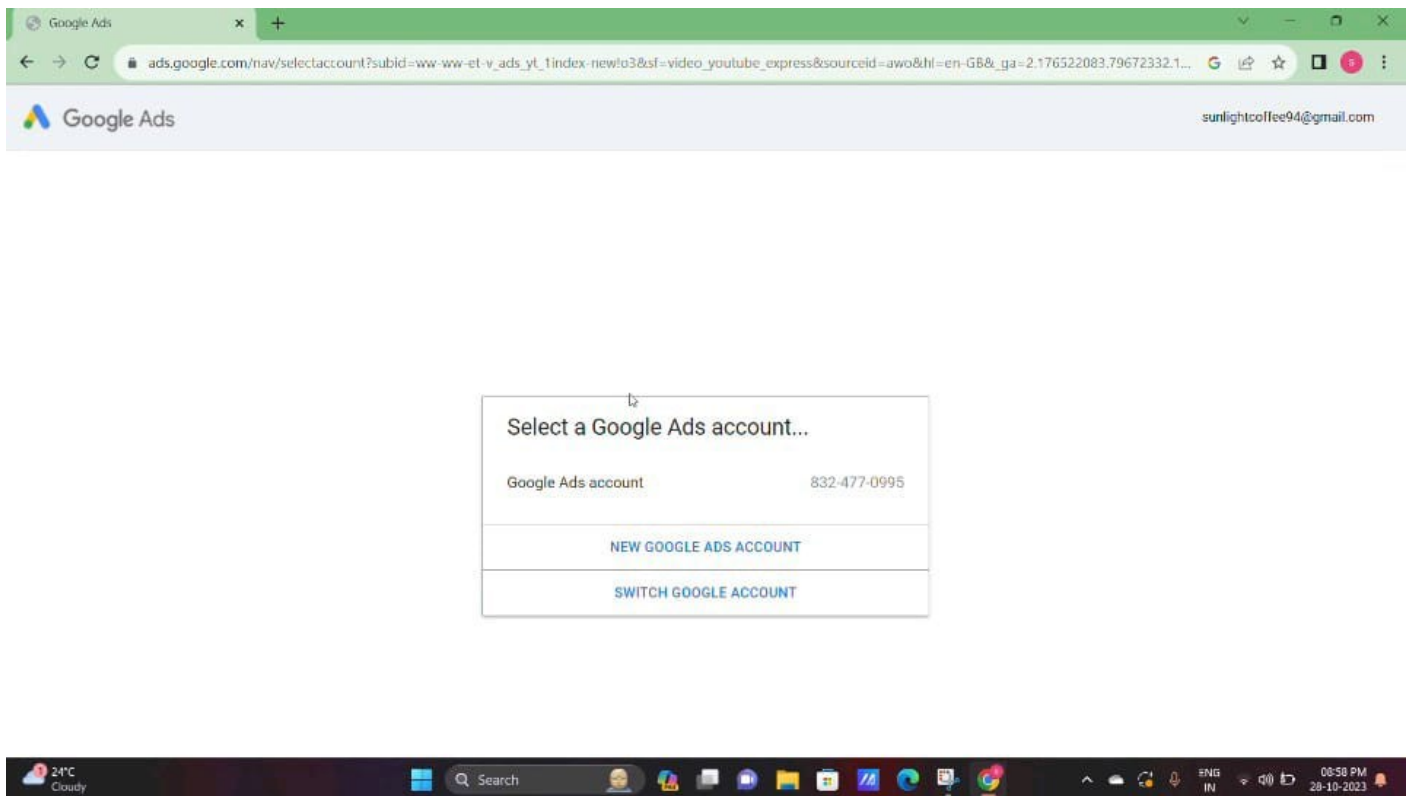 Google Ads
ads.google.com/nav/selectaccount?subid=ww-ww-et-v_ads_yt_1index-new!o3&sf=video_youtube_express&sourceid=awo&hl=en-GB&_ga=2.176522083.79672332.1...
Google Ads
sunlightcoffee94@gmail.com
Select a Google Ads account...
Google Ads account 832-477-0995
NEW GOOGLE ADS ACCOUNT
SWITCH GOOGLE ACCOUNT
24°C
Cloudy
Search
ENG
IN
08:58 PM
28-10-2023